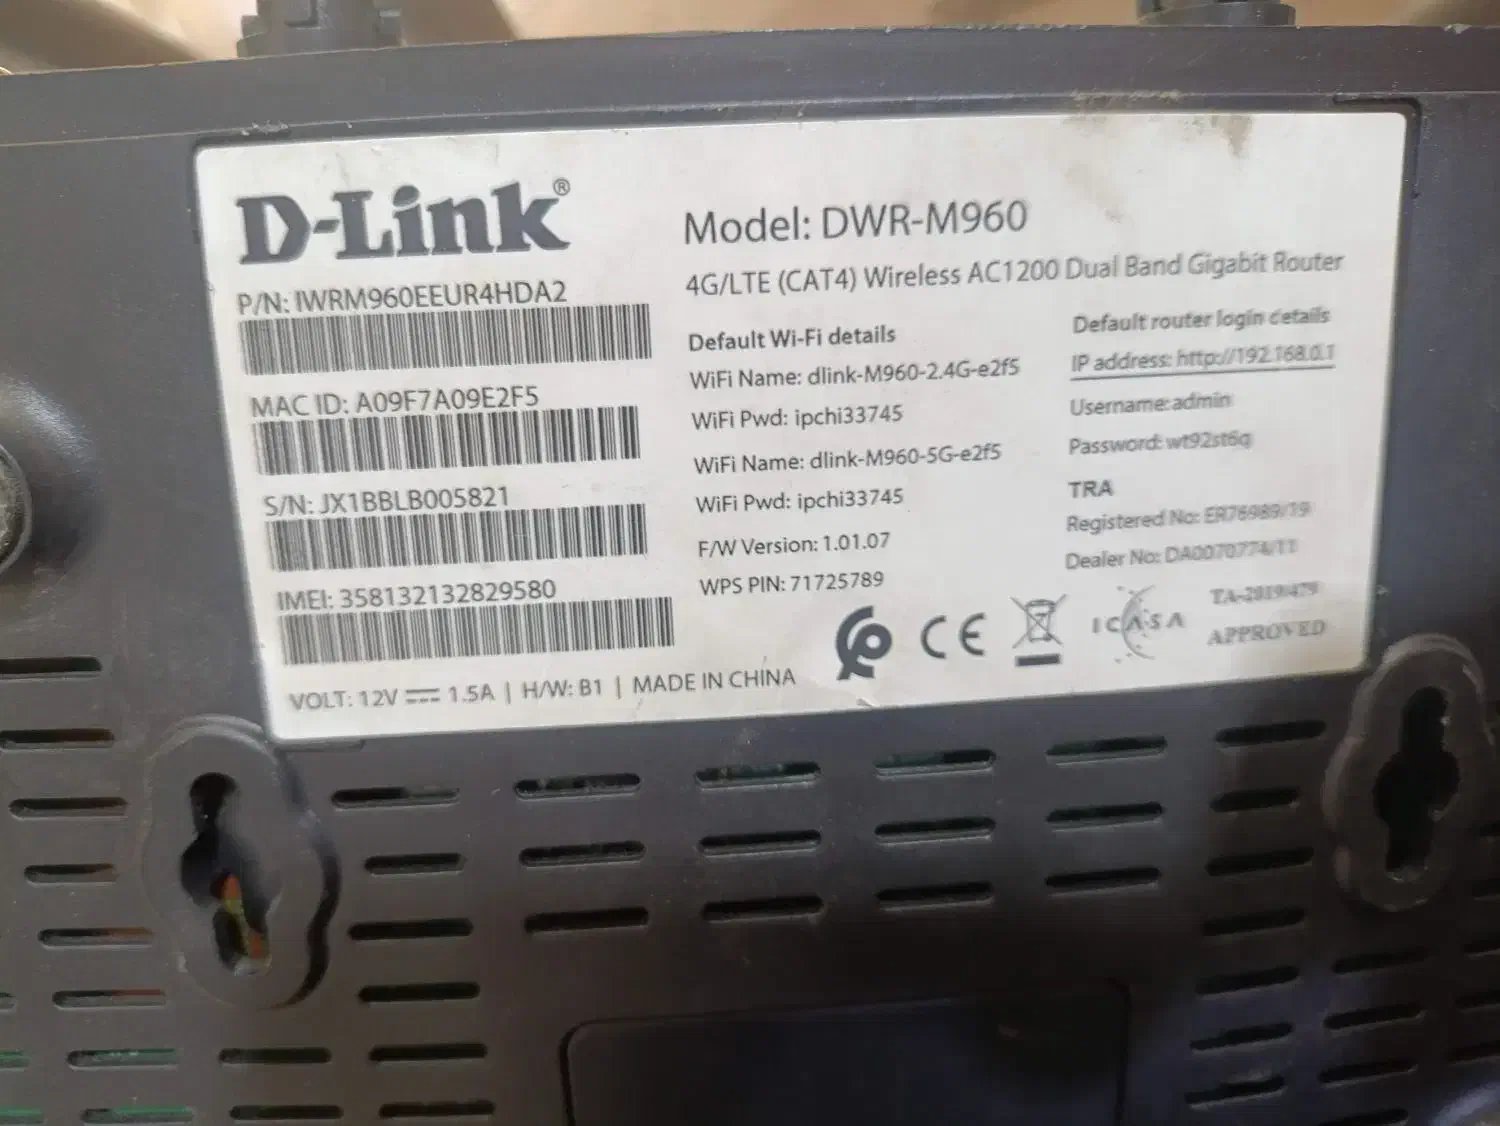 D-Link®
P/N: IWRM960EEUR4HDA2
MAC ID: A09F7A09E2F5
S/N: JX1BBLB005821
IMEI: 358132132829580
VOLT: 12V ⎓ 1.5A | H/W: B1 | MADE IN CHINA
Model: DWR-M960
4G/LTE (CAT4) Wireless AC1200 Dual Band Gigabit Router
Default Wi-Fi details
WiFi Name: dlink-M960-2.4G-e2f5
WiFi Pwd: ipchi33745
WiFi Name: dlink-M960-5G-e2f5
WiFi Pwd: ipchi33745
F/W Version: 1.01.07
WPS PIN: 71725789
Default router login details
IP address: http://192.168.0.1
Username: admin
Password: wt92st6q
TRA
Registered No: ER76989/19
Dealer No: DA0070774/11
CE
ICASA
TA-2019/479
APPROVED